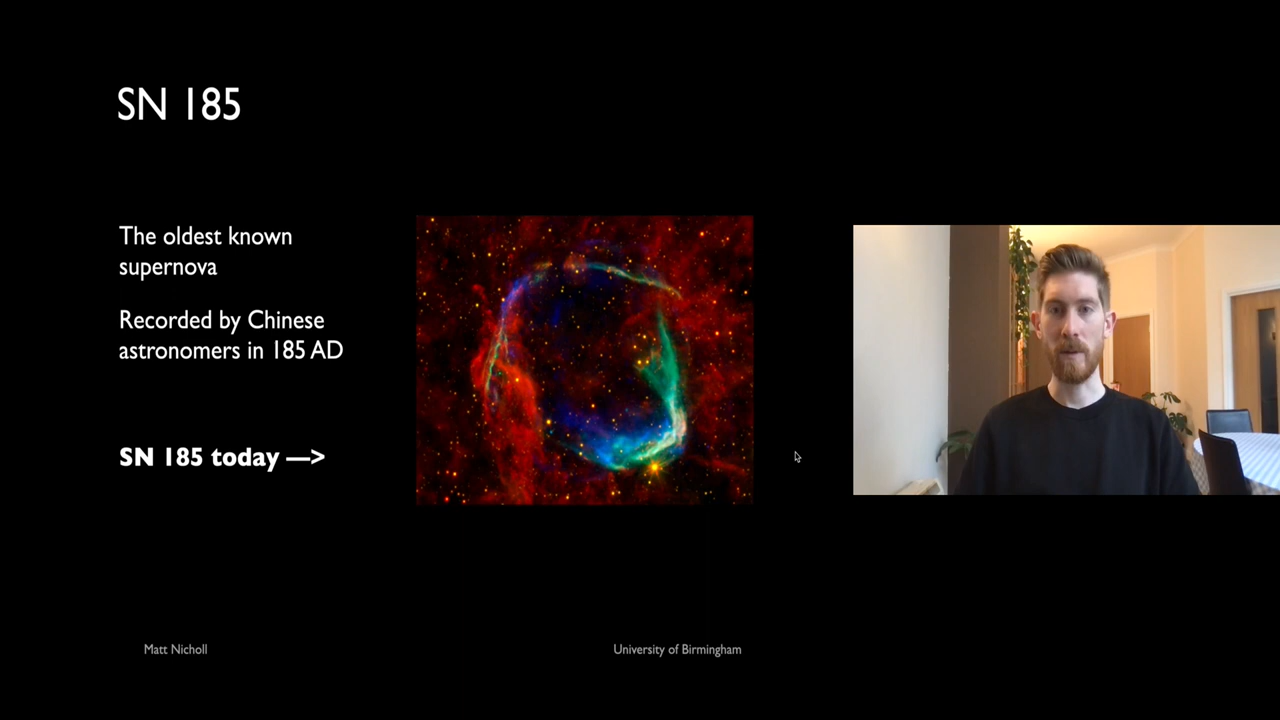 SN 185
The oldest known
supernova
Recorded by Chinese
astronomers in 185 AD
SN 185 today —>
Matt Nicholl
University of Birmingham